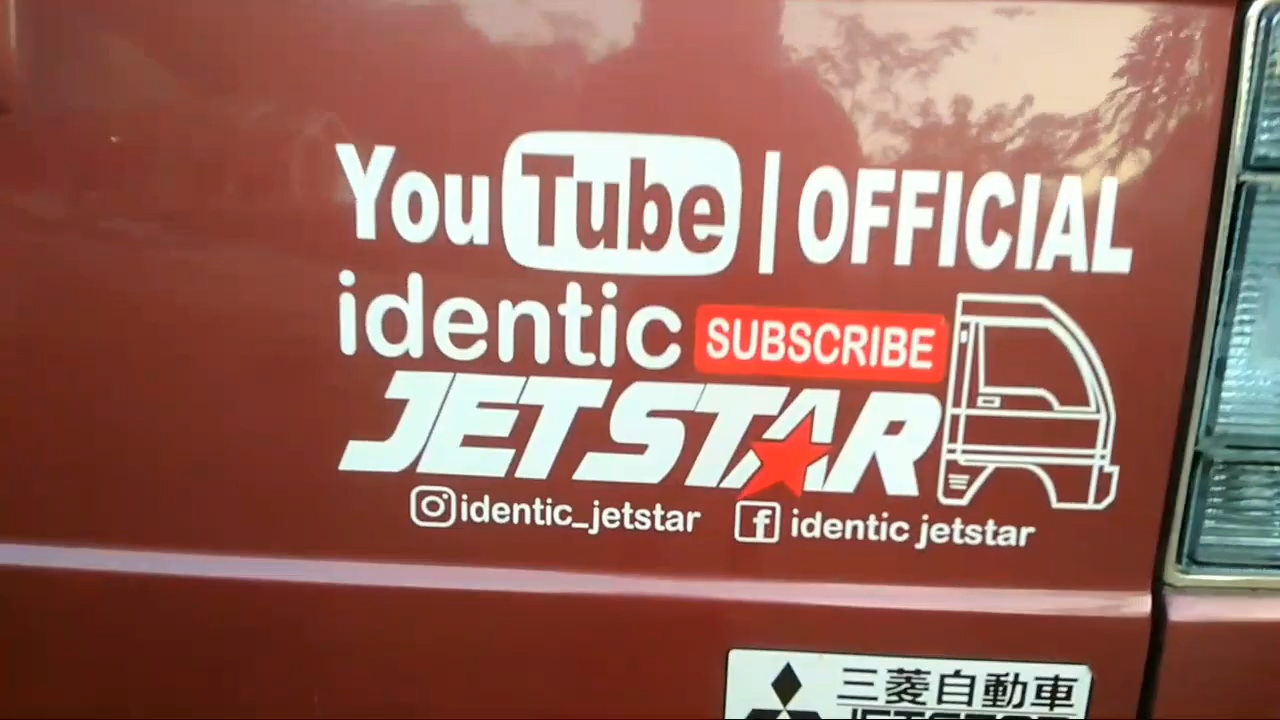 YouTube | OFFICIAL
identic SUBSCRIBE
JETSTAR
identic_jetstar identic jetstar
三菱自動車